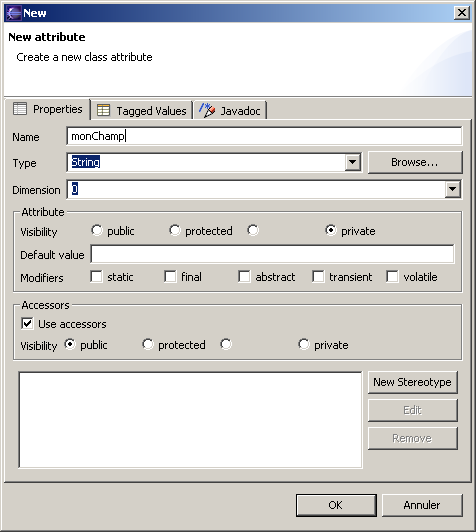 New
New attribute
Create a new class attribute
Properties Tagged Values Javadoc
Name monChamp
Type String Browse...
Dimension 0
Attribute
Visibility public protected private
Default value
Modifiers static final abstract transient volatile
Accessors
Use accessors
Visibility public protected private
New Stereotype
Edit
Remove
OK Annuler